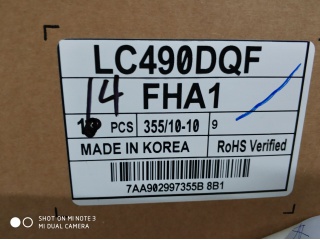 LC490DQF
14 FHA1
PCS 355/10-10 9
MADE IN KOREA RoHS Verified
7AA902997355B 8B1
SHOT ON MI NOTE 3
MI DUAL CAMERA